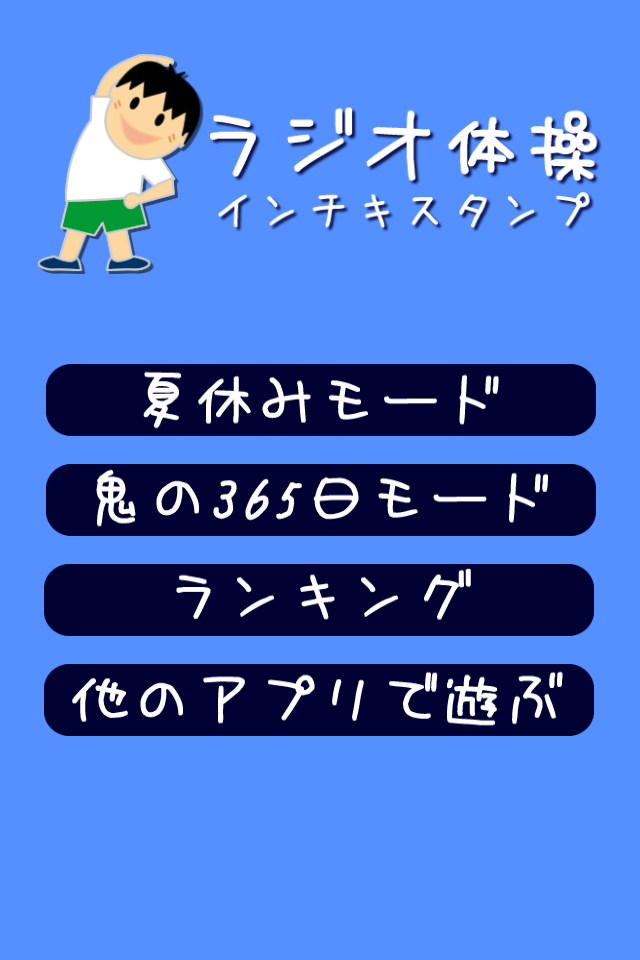 ラジオ体操
インチキスタンプ
夏休みモード
鬼の365日モード
ランキング
他のアプリで遊ぶ